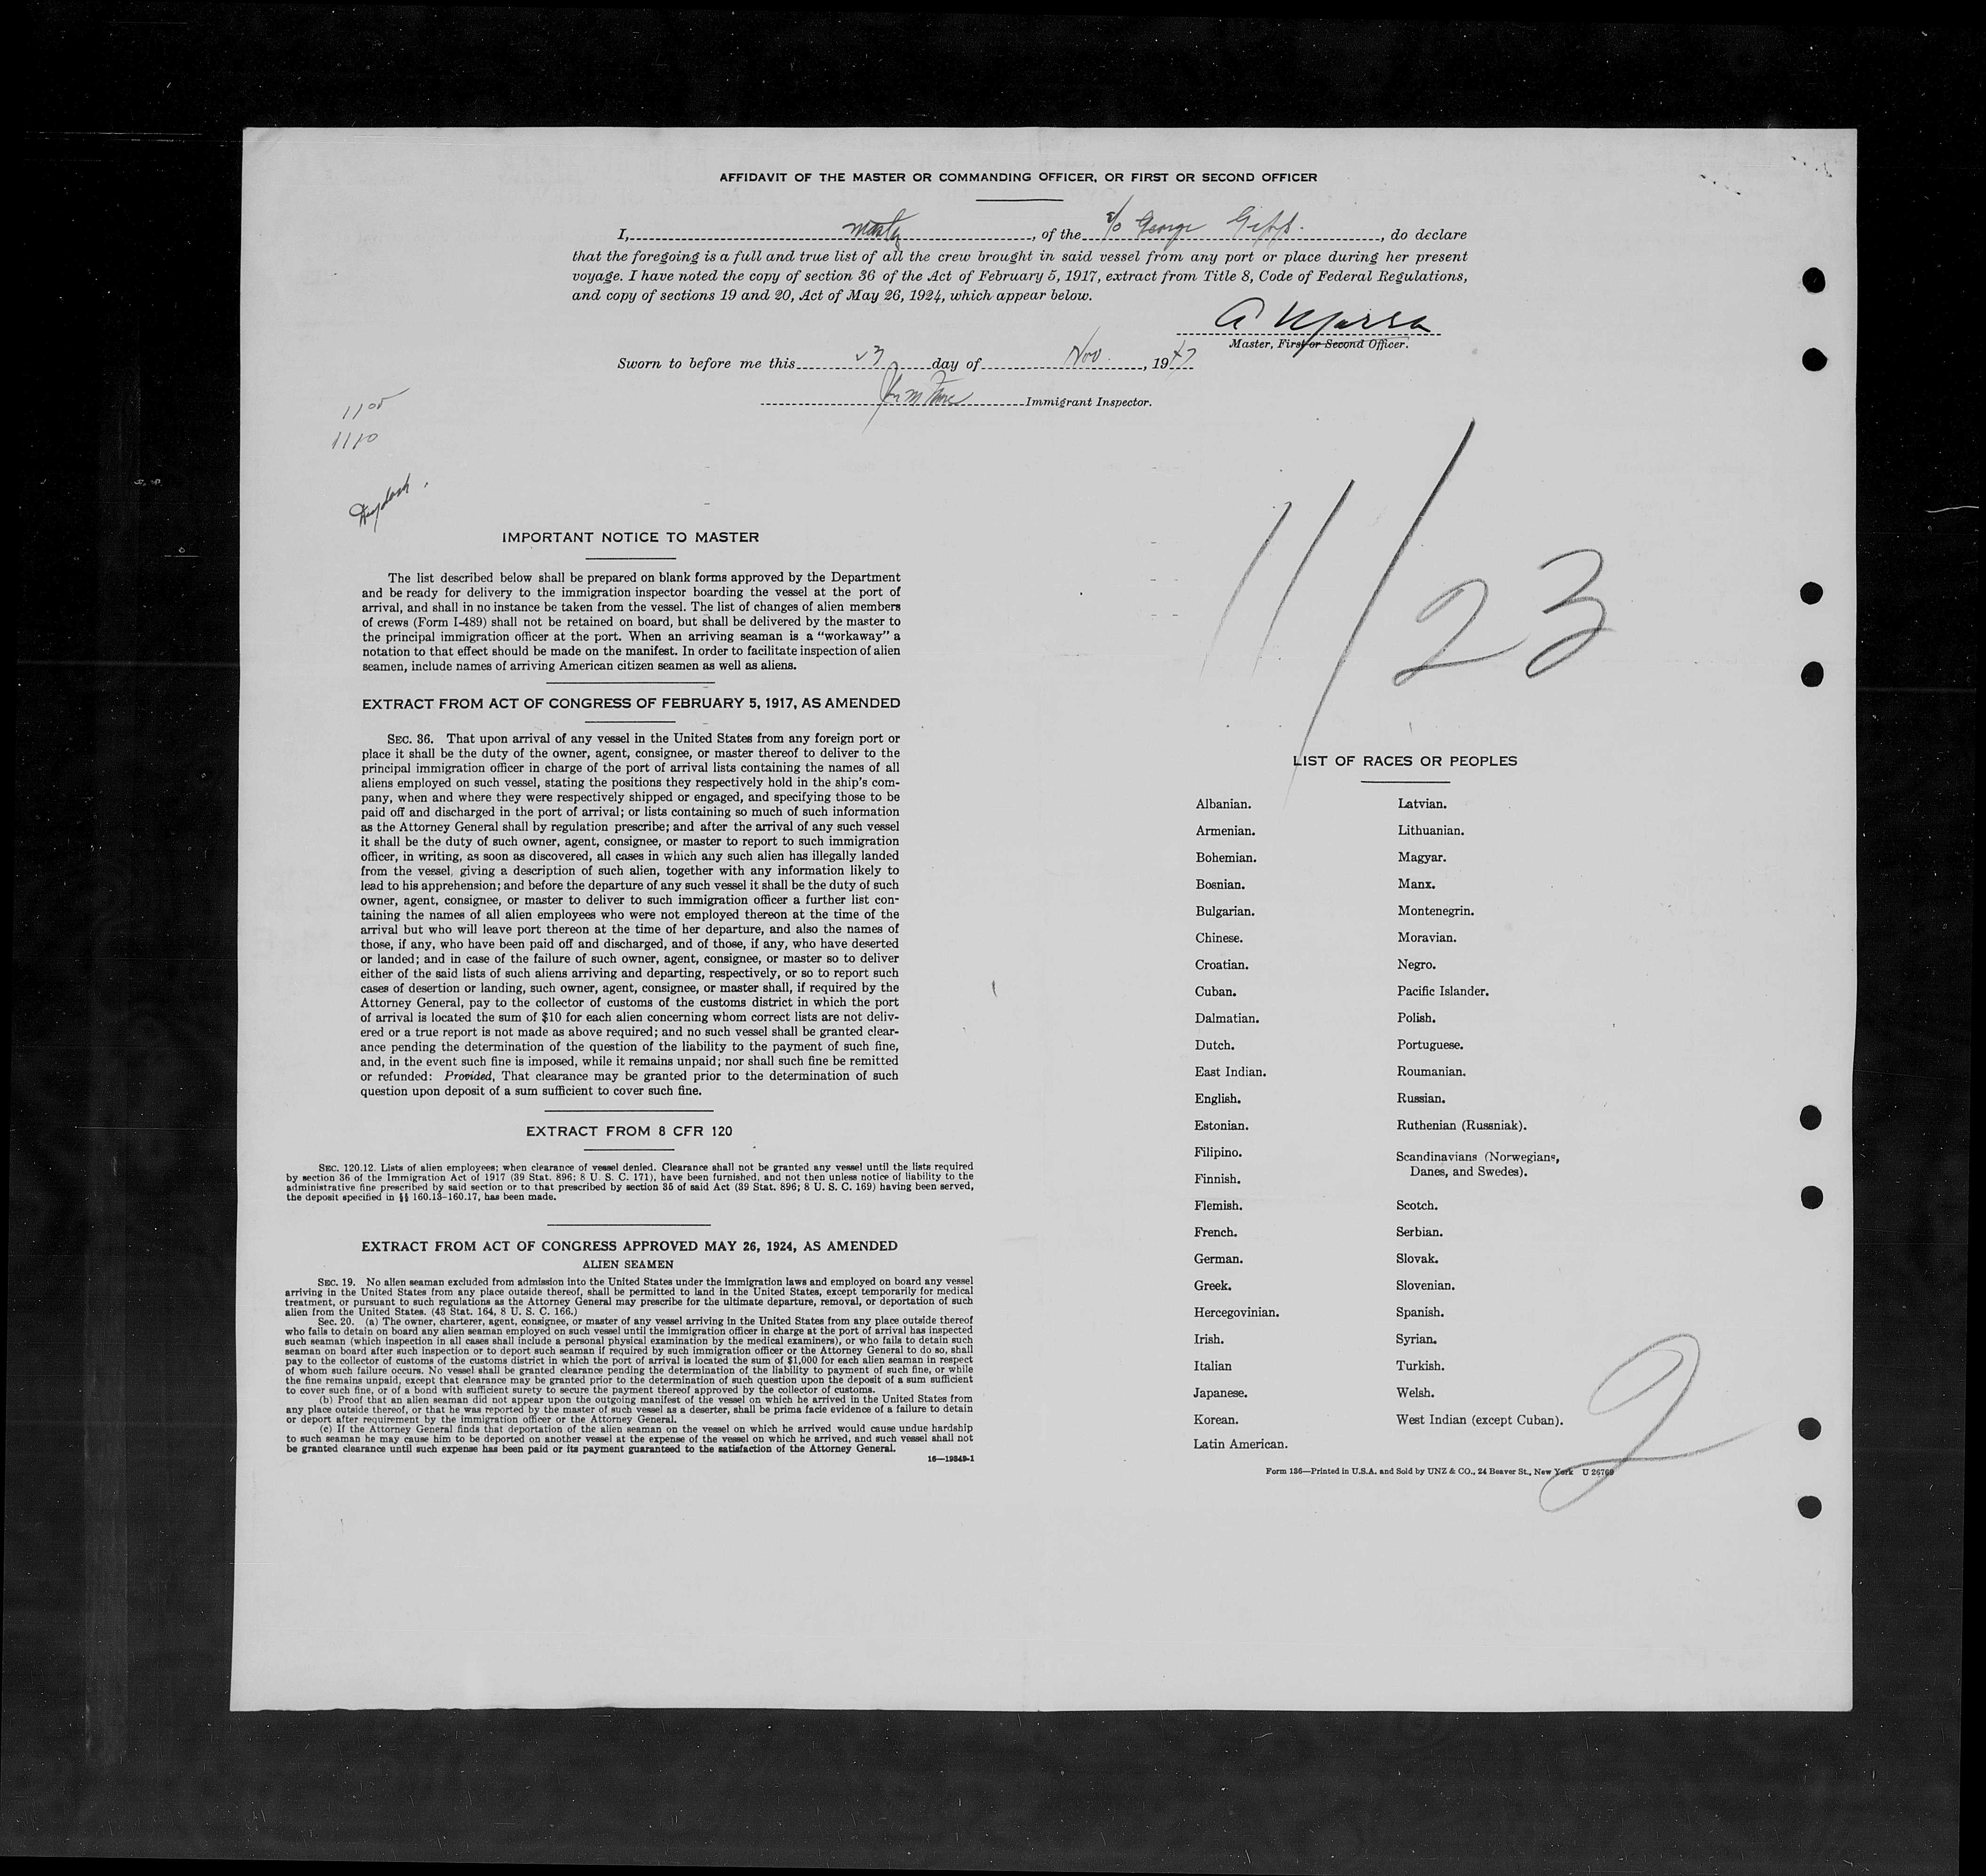 AFFIDAVIT OF THE MASTER OR COMMANDING OFFICER, OR FIRST OR SECOND OFFICER
I, Master, of the S/S George Gipps., do declare
that the foregoing is a full and true list of all the crew brought in said vessel from any port or place during her present
voyage. I have noted the copy of section 36 of the Act of February 5, 1917, extract from Title 8, Code of Federal Regulations,
and copy of sections 19 and 20, Act of May 26, 1924, which appear below.
Master, First or Second Officer.
Sworn to before me this 23 day of Nov., 1947
Immigrant Inspector.
1105
1110
11/23
IMPORTANT NOTICE TO MASTER
The list described below shall be prepared on blank forms approved by the Department
and be ready for delivery to the immigration inspector boarding the vessel at the port of
arrival, and shall in no instance be taken from the vessel. The list of changes of alien members
of crews (Form I-489) shall not be retained on board, but shall be delivered by the master to
the principal immigration officer at the port. When an arriving seaman is a "workaway" a
notation to that effect should be made on the manifest. In order to facilitate inspection of alien
seamen, include names of arriving American citizen seamen as well as aliens.
EXTRACT FROM ACT OF CONGRESS OF FEBRUARY 5, 1917, AS AMENDED
SEC. 36. That upon arrival of any vessel in the United States from any foreign port or
place it shall be the duty of the owner, agent, consignee, or master thereof to deliver to the
principal immigration officer in charge of the port of arrival lists containing the names of all
aliens employed on such vessel, stating the positions they respectively hold in the ship's com-
pany, when and where they were respectively shipped or engaged, and specifying those to be
paid off and discharged in the port of arrival; or lists containing so much of such information
as the Attorney General shall by regulation prescribe; and after the arrival of any such vessel
it shall be the duty of such owner, agent, consignee, or master to report to such immigration
officer, in writing, as soon as discovered, all cases in which any such alien has illegally landed
from the vessel, giving a description of such alien, together with any information likely to
lead to his apprehension; and before the departure of any such vessel it shall be the duty of such
owner, agent, consignee, or master to deliver to such immigration officer a further list con-
taining the names of all alien employees who were not employed thereon at the time of the
arrival but who will leave port thereon at the time of her departure, and also the names of
those, if any, who have been paid off and discharged, and of those, if any, who have deserted
or landed; and in case of the failure of such owner, agent, consignee, or master so to deliver
either of the said lists of such aliens arriving and departing, respectively, or so to report such
cases of desertion or landing, such owner, agent, consignee, or master shall, if required by the
Attorney General, pay to the collector of customs of the customs district in which the port
of arrival is located the sum of $10 for each alien concerning whom correct lists are not deliv-
ered or a true report is not made as above required; and no such vessel shall be granted clear-
ance pending the determination of the question of the liability to the payment of such fine,
and, in the event such fine is imposed, while it remains unpaid; nor shall such fine be remitted
or refunded: Provided, That clearance may be granted prior to the determination of such
question upon deposit of a sum sufficient to cover such fine.
EXTRACT FROM 8 CFR 120
SEC. 120.12. Lists of alien employees; when clearance of vessel denied. Clearance shall not be granted any vessel until the lists required
by section 36 of the Immigration Act of 1917 (39 Stat. 896; 8 U. S. C. 171), have been furnished, and not then unless notice of liability to the
administrative fine prescribed by said section or to that prescribed by section 35 of said Act (39 Stat. 896; 8 U. S. C. 169) having been served,
the deposit specified in §§ 160.13–160.17, has been made.
EXTRACT FROM ACT OF CONGRESS APPROVED MAY 26, 1924, AS AMENDED
ALIEN SEAMEN
SEC. 19. No alien seaman excluded from admission into the United States under the immigration laws and employed on board any vessel
arriving in the United States from any place outside thereof, shall be permitted to land in the United States, except temporarily for medical
treatment, or pursuant to such regulations as the Attorney General may prescribe for the ultimate departure, removal, or deportation of such
alien from the United States. (43 Stat. 164, 8 U. S. C. 166.)
Sec. 20. (a) The owner, charterer, agent, consignee, or master of any vessel arriving in the United States from any place outside thereof
who fails to detain on board any alien seaman employed on such vessel until the immigration officer in charge at the port of arrival has inspected
such seaman (which inspection in all cases shall include a personal physical examination by the medical examiners), or who fails to detain such
seaman on board after such inspection or to deport such seaman if required by such immigration officer or the Attorney General to do so, shall
pay to the collector of customs of the customs district in which the port of arrival is located the sum of $1,000 for each alien seaman in respect
of whom such failure occurs. No vessel shall be granted clearance pending the determination of the liability to payment of such fine, or while
the fine remains unpaid, except that clearance may be granted prior to the determination of such question upon the deposit of a sum sufficient
to cover such fine, or of a bond with sufficient surety to secure the payment thereof approved by the collector of customs.
(b) Proof that an alien seaman did not appear upon the outgoing manifest of the vessel on which he arrived in the United States from
any place outside thereof, or that he was reported by the master of such vessel as a deserter, shall be prima facie evidence of a failure to detain
or deport after requirement by the immigration officer or the Attorney General.
(c) If the Attorney General finds that deportation of the alien seaman on the vessel on which he arrived would cause undue hardship
to such seaman he may cause him to be deported on another vessel at the expense of the vessel on which he arrived, and such vessel shall not
be granted clearance until such expense has been paid or its payment guaranteed to the satisfaction of the Attorney General.
16—19849-1
LIST OF RACES OR PEOPLES
Albanian.
Armenian.
Bohemian.
Bosnian.
Bulgarian.
Chinese.
Croatian.
Cuban.
Dalmatian.
Dutch.
East Indian.
English.
Estonian.
Filipino.
Finnish.
Flemish.
French.
German.
Greek.
Hercegovinian.
Irish.
Italian
Japanese.
Korean.
Latin American.
Latvian.
Lithuanian.
Magyar.
Manx.
Montenegrin.
Moravian.
Negro.
Pacific Islander.
Polish.
Portuguese.
Roumanian.
Russian.
Ruthenian (Russniak).
Scandinavians (Norwegians,
Danes, and Swedes).
Scotch.
Serbian.
Slovak.
Slovenian.
Spanish.
Syrian.
Turkish.
Welsh.
West Indian (except Cuban).
2
Form 136—Printed in U.S.A. and Sold by UNZ & CO., 24 Beaver St., New York U 26769